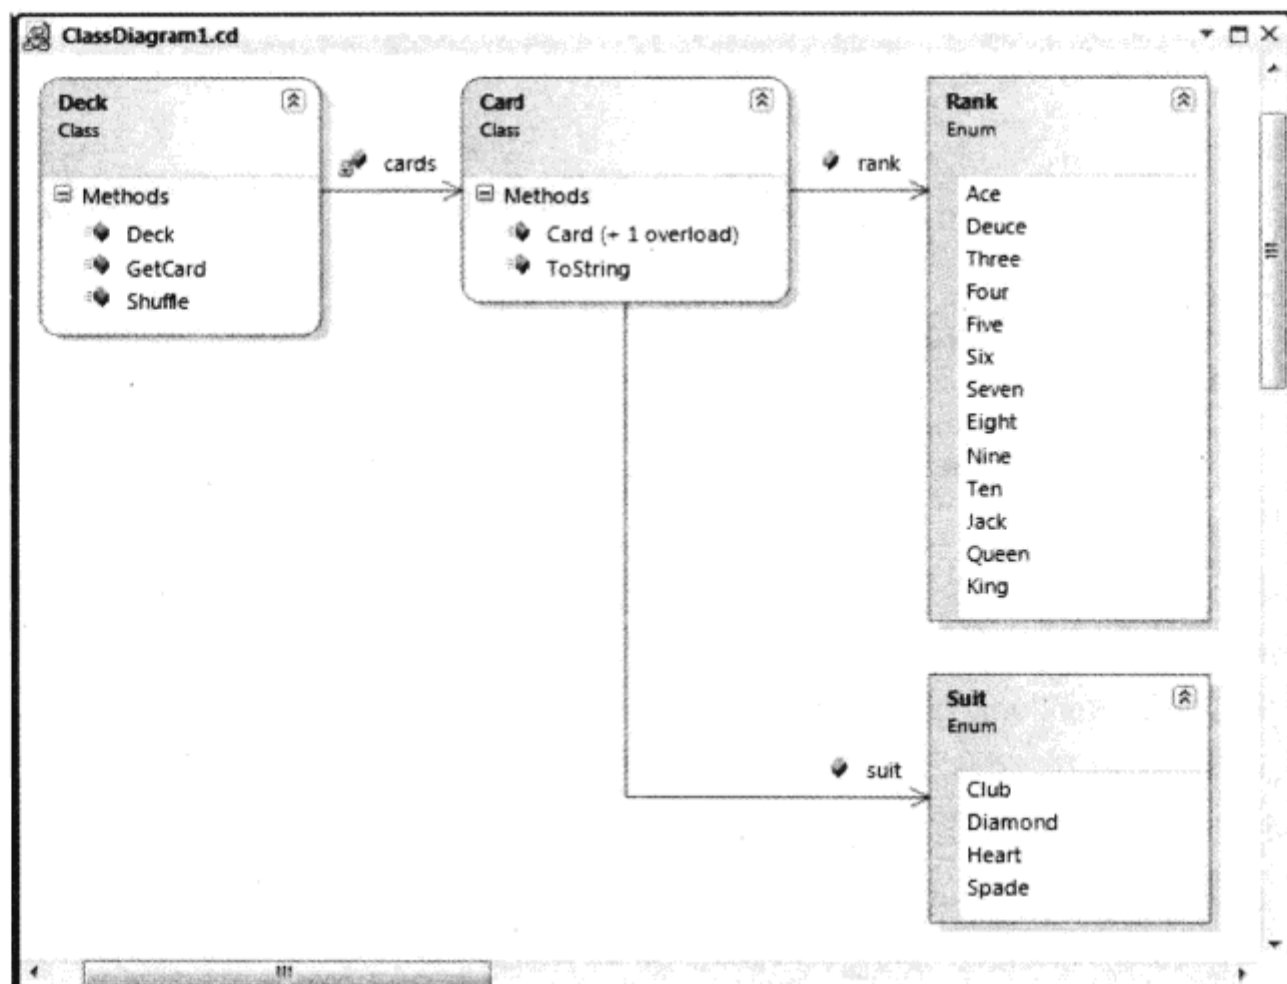 ClassDiagram1.cd
Deck
Class
Methods
Deck
GetCard
Shuffle
cards
Card
Class
Methods
Card (+ 1 overload)
ToString
rank
Rank
Enum
Ace
Deuce
Three
Four
Five
Six
Seven
Eight
Nine
Ten
Jack
Queen
King
suit
Suit
Enum
Club
Diamond
Heart
Spade